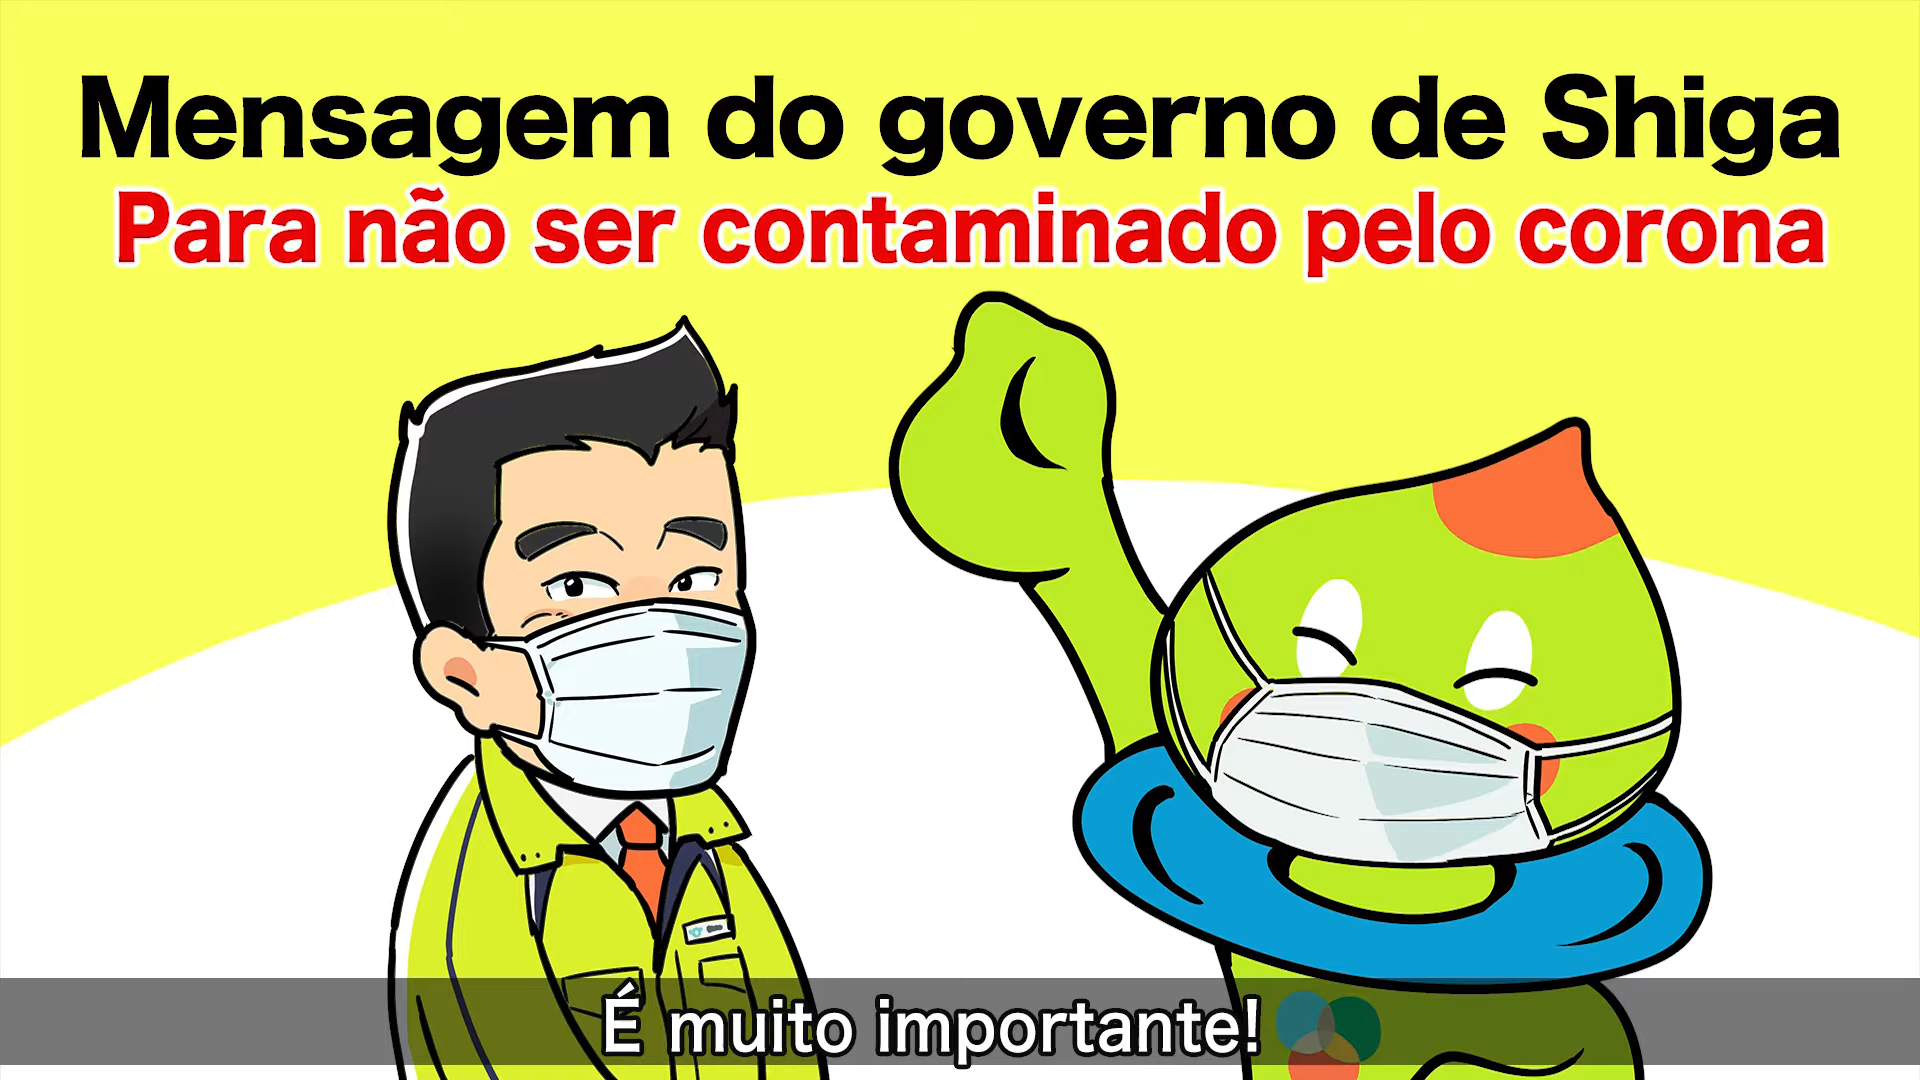 Mensagem do governo de Shiga
Para não ser contaminado pelo corona
É muito importante!